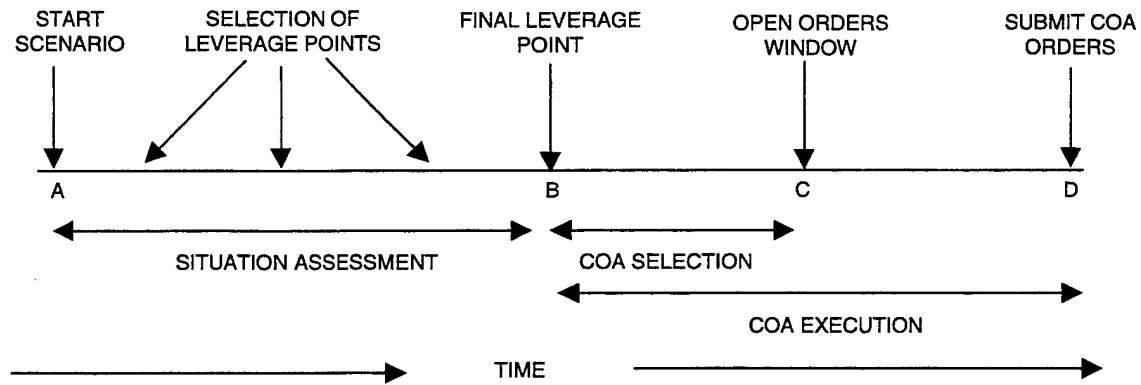 START
SCENARIO
SELECTION OF
LEVERAGE POINTS
FINAL LEVERAGE
POINT
OPEN ORDERS
WINDOW
SUBMIT COA
ORDERS
A
B
C
D
SITUATION ASSESSMENT
COA SELECTION
COA EXECUTION
TIME